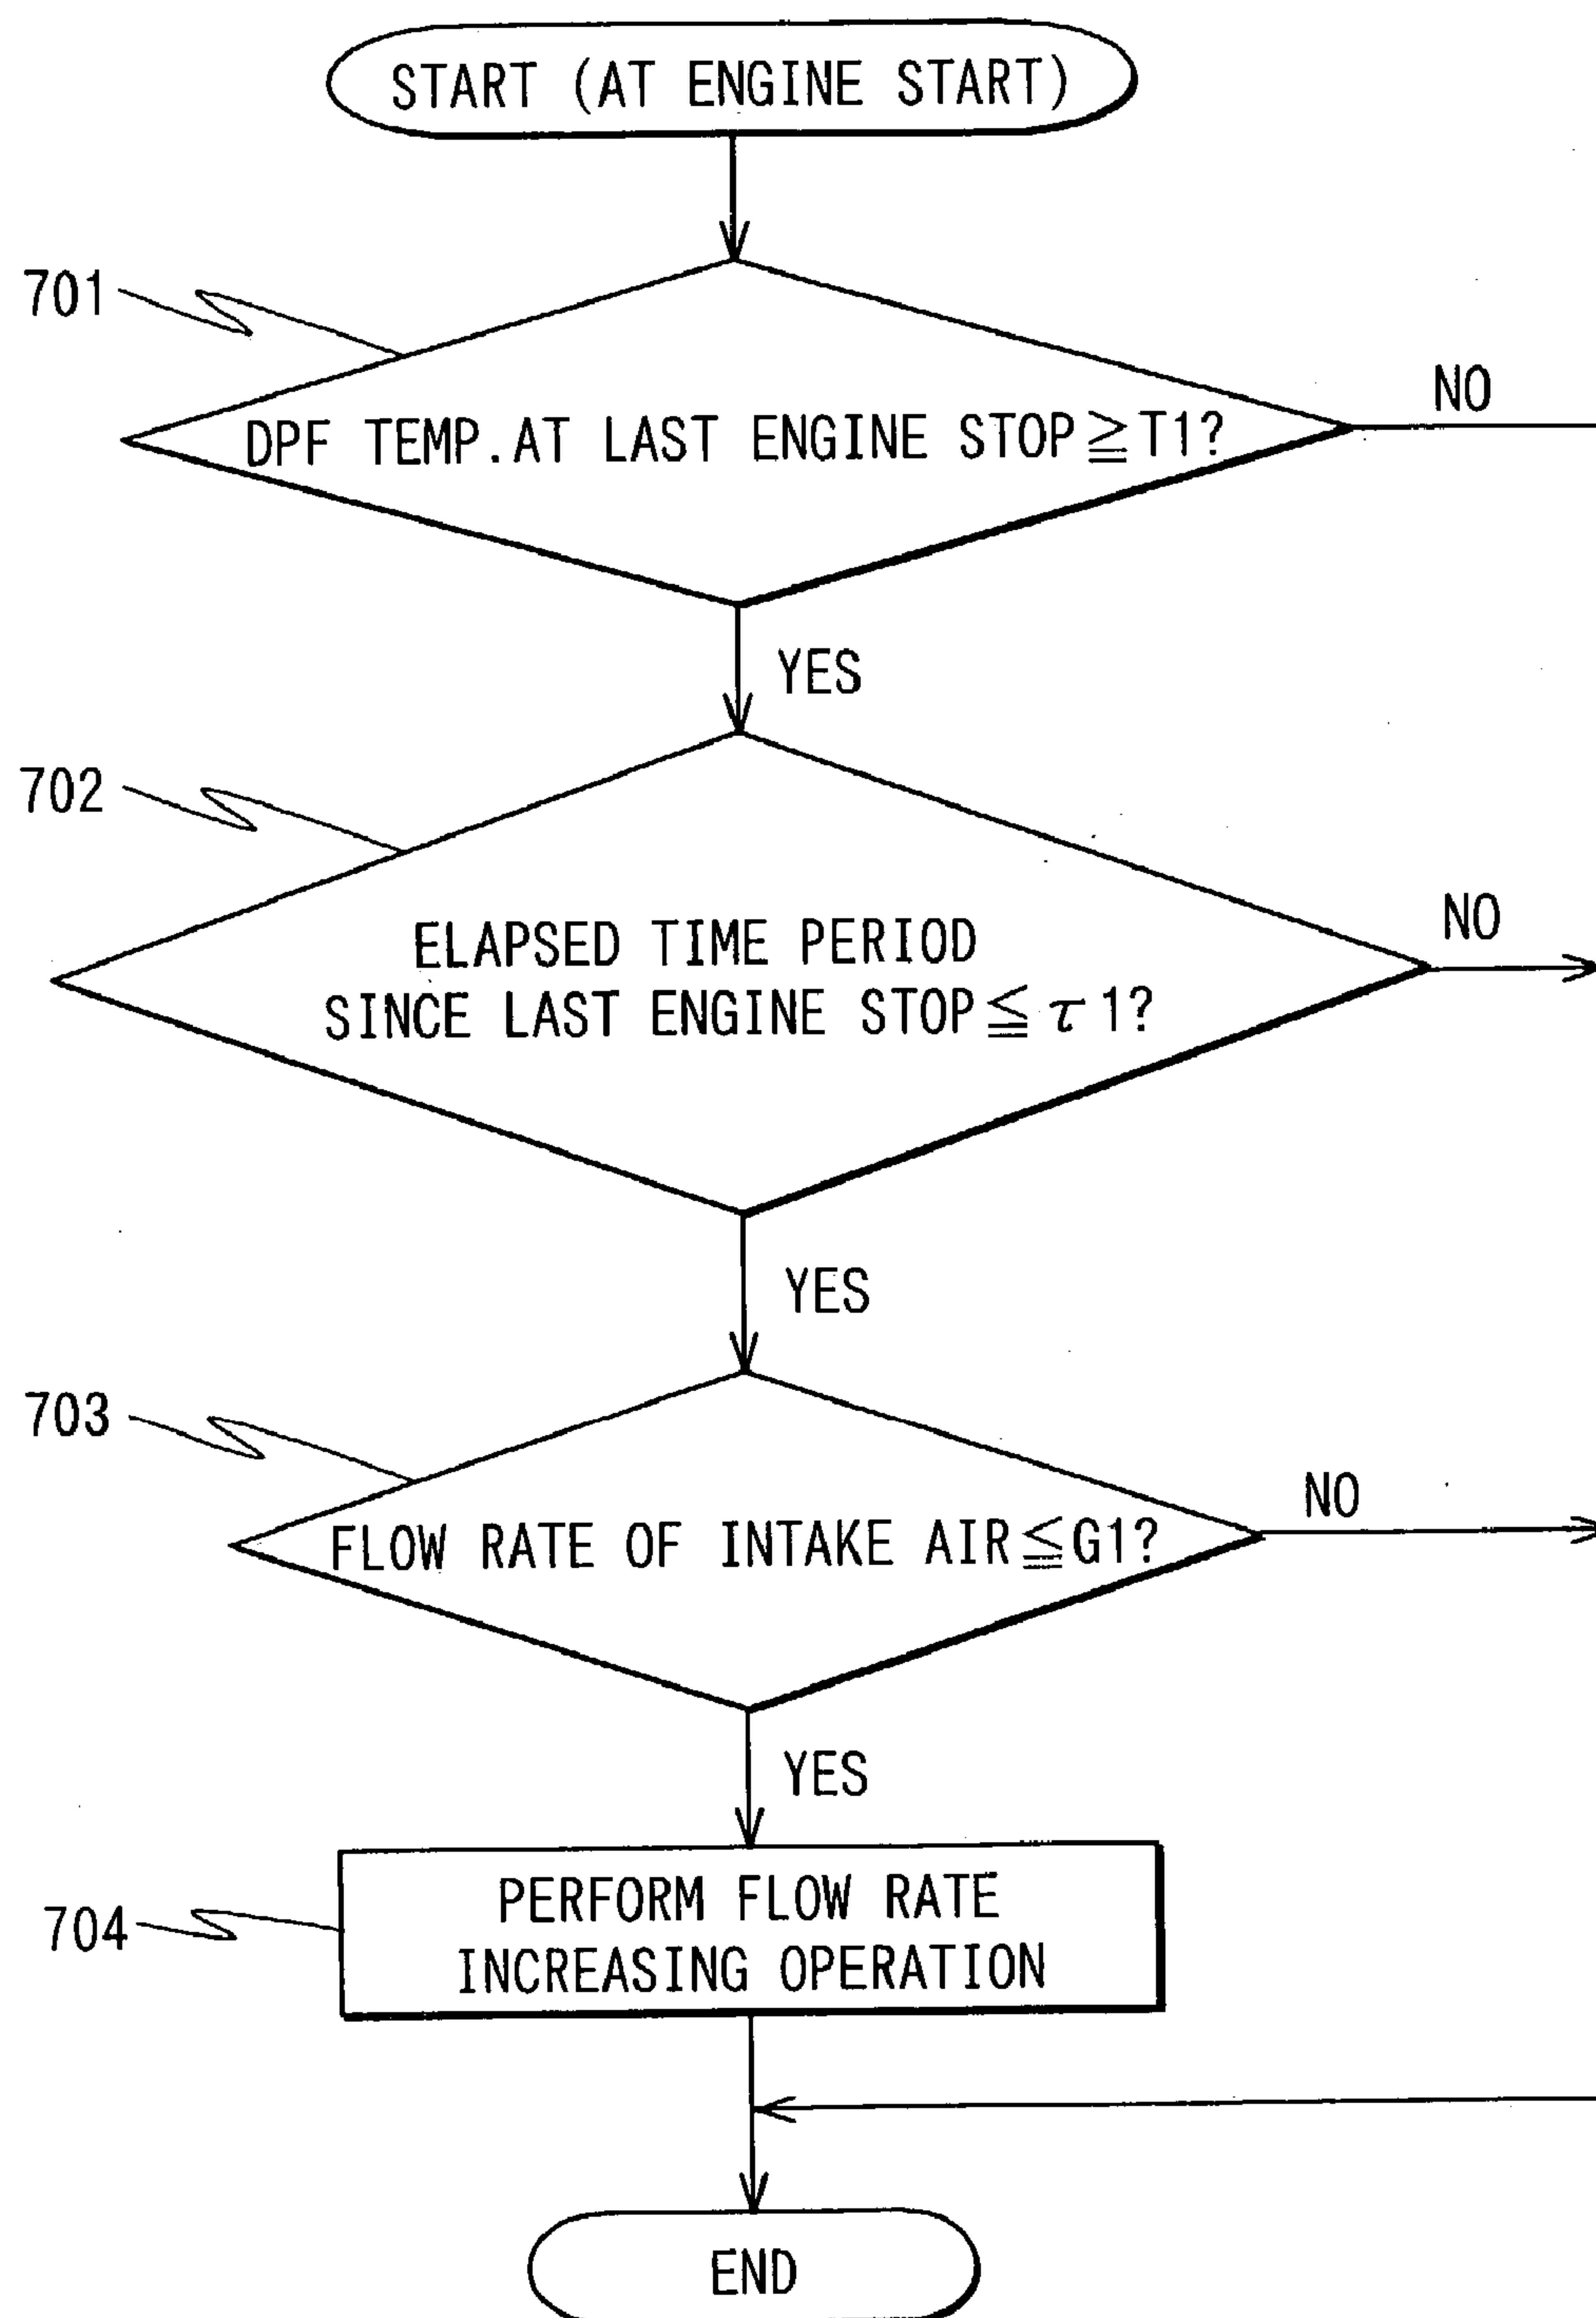 START (AT ENGINE START)
701
DPF TEMP.AT LAST ENGINE STOP≧T1?
NO
YES
702
ELAPSED TIME PERIOD
SINCE LAST ENGINE STOP≦τ1?
NO
YES
703
FLOW RATE OF INTAKE AIR≦G1?
NO
YES
704
PERFORM FLOW RATE
INCREASING OPERATION
END